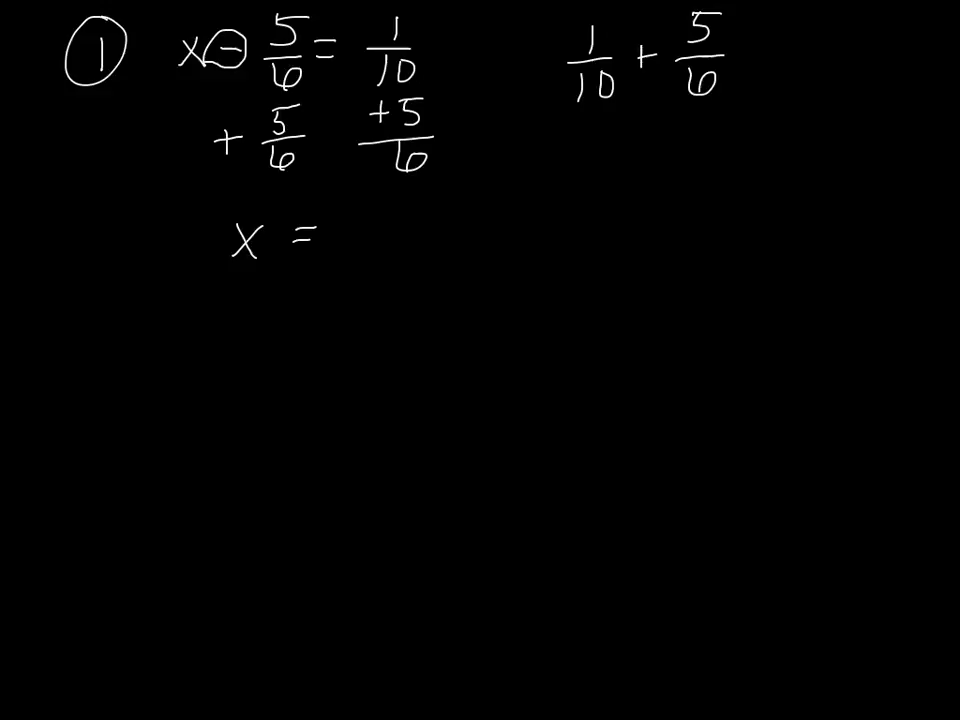 ① x - 5/6 = 1/10 1/10 + 5/6
+ 5/6 +5/6
x =